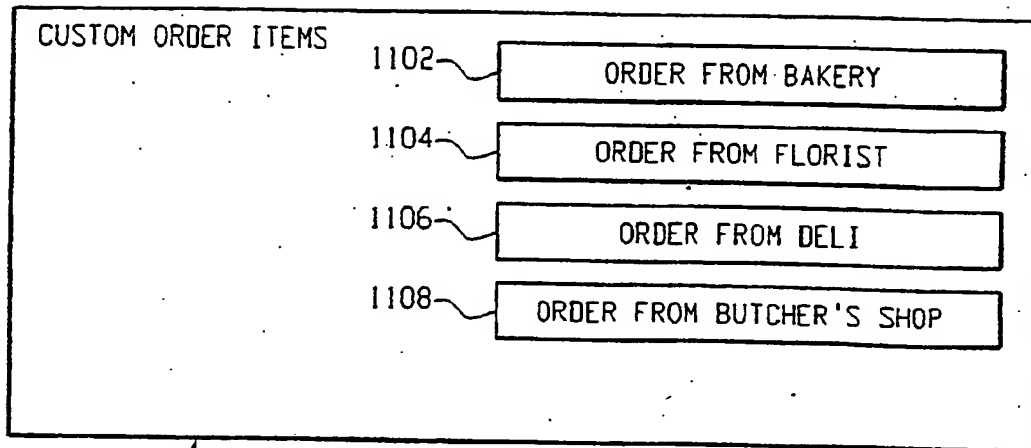 CUSTOM ORDER ITEMS
1102 ORDER FROM BAKERY
1104 ORDER FROM FLORIST
1106 ORDER FROM DELI
1108 ORDER FROM BUTCHER'S SHOP